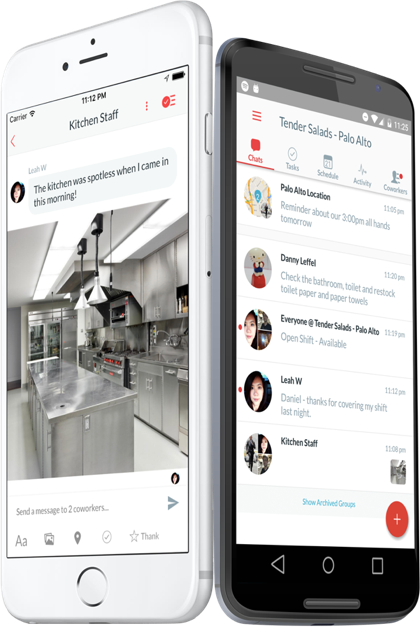 Carrier
11:12 PM
Kitchen Staff
Leah W
The kitchen was spotless when I came in
this morning!
Send a message to 2 coworkers...
Aa
Thank
11:25
Tender Salads - Palo Alto
Chats
Tasks
Schedule
Activity
Coworkers
Palo Alto Location
11:05 pm
Reminder about our 3:00pm all hands
tomorrow
Danny Leffel
11:20 pm
Check the bathroom, toilet and restock
toilet paper and paper towels
Everyone @ Tender Salads - Palo Alto
11:19 pm
Open Shift - Available
Leah W
11:12 pm
Daniel - thanks for covering my shift
last night.
Kitchen Staff
11:08 pm
Show Archived Groups